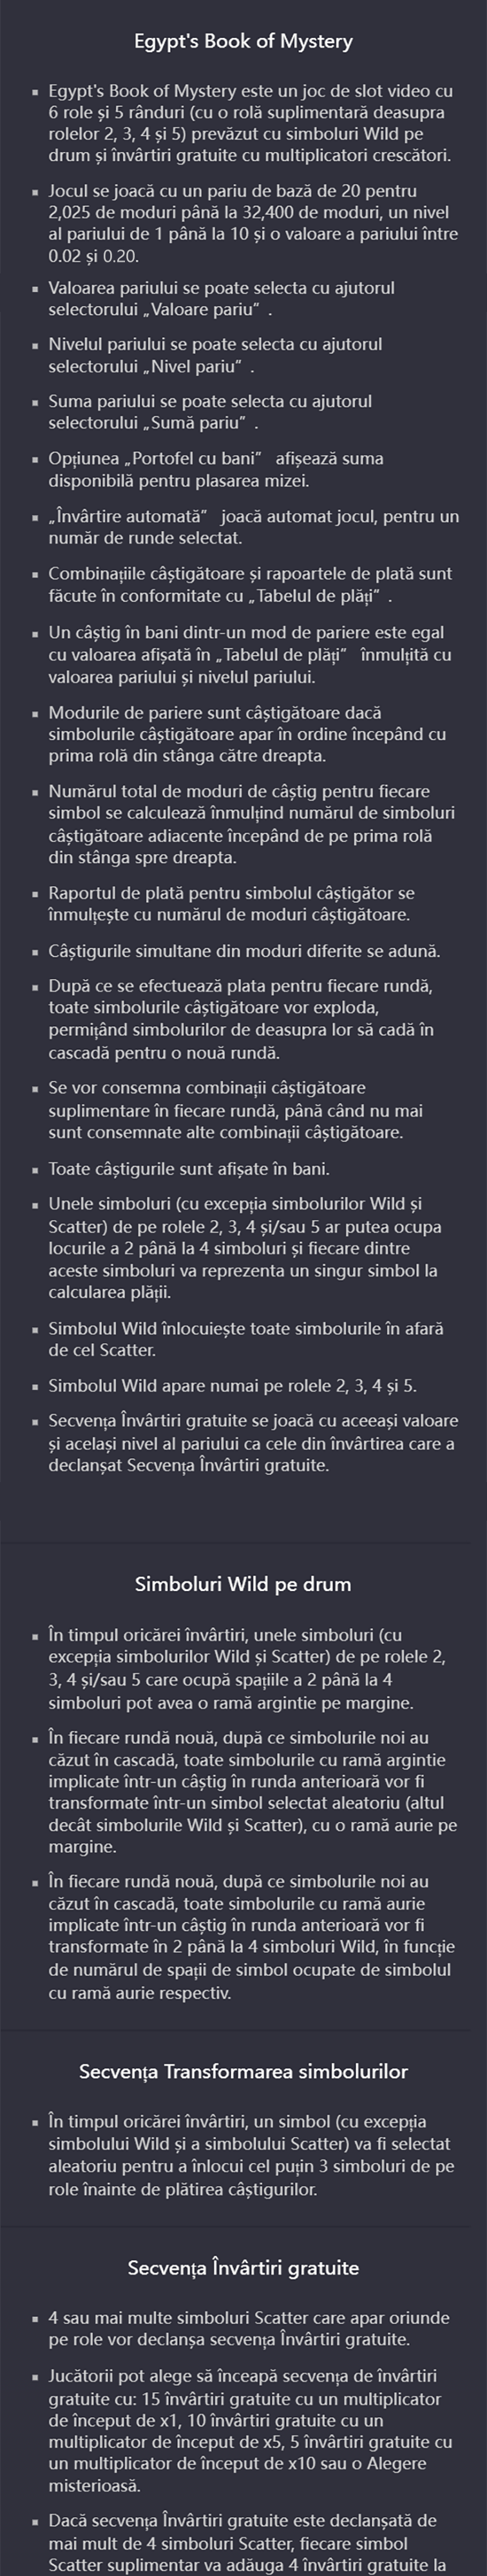 Egypt's Book of Mystery
▪ Egypt's Book of Mystery este un joc de slot video cu
6 role și 5 rânduri (cu o rolă suplimentară deasupra
rolelor 2, 3, 4 și 5) prevăzut cu simboluri Wild pe
drum și învârtiri gratuite cu multiplicatori crescători.
▪ Jocul se joacă cu un pariu de bază de 20 pentru
2,025 de moduri până la 32,400 de moduri, un nivel
al pariului de 1 până la 10 și o valoare a pariului între
0.02 și 0.20.
▪ Valoarea pariului se poate selecta cu ajutorul
selectorului „Valoare pariu” .
▪ Nivelul pariului se poate selecta cu ajutorul
selectorului „Nivel pariu” .
▪ Suma pariului se poate selecta cu ajutorul
selectorului „Sumă pariu” .
▪ Opțiunea „Portofel cu bani” afișează suma
disponibilă pentru plasarea mizei.
▪ „Învârtire automată” joacă automat jocul, pentru un
număr de runde selectat.
▪ Combinațiile câștigătoare și rapoartele de plată sunt
făcute în conformitate cu „Tabelul de plăți” .
▪ Un câștig în bani dintr-un mod de pariere este egal
cu valoarea afișată în „Tabelul de plăți” înmulțită cu
valoarea pariului și nivelul pariului.
▪ Modurile de pariere sunt câștigătoare dacă
simbolurile câștigătoare apar în ordine începând cu
prima rolă din stânga către dreapta.
▪ Numărul total de moduri de câștig pentru fiecare
simbol se calculează înmulțind numărul de simboluri
câștigătoare adiacente începând de pe prima rolă
din stânga spre dreapta.
▪ Raportul de plată pentru simbolul câștigător se
înmulțește cu numărul de moduri câștigătoare.
▪ Câștigurile simultane din moduri diferite se adună.
▪ După ce se efectuează plata pentru fiecare rundă,
toate simbolurile câștigătoare vor exploda,
permițând simbolurilor de deasupra lor să cadă în
cascadă pentru o nouă rundă.
▪ Se vor consemna combinații câștigătoare
suplimentare în fiecare rundă, până când nu mai
sunt consemnate alte combinații câștigătoare.
▪ Toate câștigurile sunt afișate în bani.
▪ Unele simboluri (cu excepția simbolurilor Wild și
Scatter) de pe rolele 2, 3, 4 și/sau 5 ar putea ocupa
locurile a 2 până la 4 simboluri și fiecare dintre
aceste simboluri va reprezenta un singur simbol la
calcularea plății.
▪ Simbolul Wild înlocuiește toate simbolurile în afară
de cel Scatter.
▪ Simbolul Wild apare numai pe rolele 2, 3, 4 și 5.
▪ Secvența Învârtiri gratuite se joacă cu aceeași valoare
și același nivel al pariului ca cele din învârtirea care a
declanșat Secvența Învârtiri gratuite.
Simboluri Wild pe drum
▪ În timpul oricărei învârtiri, unele simboluri (cu
excepția simbolurilor Wild și Scatter) de pe rolele 2,
3, 4 și/sau 5 care ocupă spațiile a 2 până la 4
simboluri pot avea o ramă argintie pe margine.
▪ În fiecare rundă nouă, după ce simbolurile noi au
căzut în cascadă, toate simbolurile cu ramă argintie
implicate într-un câștig în runda anterioară vor fi
transformate într-un simbol selectat aleatoriu (altul
decât simbolurile Wild și Scatter), cu o ramă aurie pe
margine.
▪ În fiecare rundă nouă, după ce simbolurile noi au
căzut în cascadă, toate simbolurile cu ramă aurie
implicate într-un câștig în runda anterioară vor fi
transformate în 2 până la 4 simboluri Wild, în funcție
de numărul de spații de simbol ocupate de simbolul
cu ramă aurie respectiv.
Secvența Transformarea simbolurilor
▪ În timpul oricărei învârtiri, un simbol (cu excepția
simbolului Wild și a simbolului Scatter) va fi selectat
aleatoriu pentru a înlocui cel puțin 3 simboluri de pe
role înainte de plătirea câștigurilor.
Secvența Învârtiri gratuite
▪ 4 sau mai multe simboluri Scatter care apar oriunde
pe role vor declanșa secvența Învârtiri gratuite.
▪ Jucătorii pot alege să înceapă secvența de învârtiri
gratuite cu: 15 învârtiri gratuite cu un multiplicator
de început de x1, 10 învârtiri gratuite cu un
multiplicator de început de x5, 5 învârtiri gratuite cu
un multiplicator de început de x10 sau o Alegere
misterioasă.
▪ Dacă secvența Învârtiri gratuite este declanșată de
mai mult de 4 simboluri Scatter, fiecare simbol
Scatter suplimentar va adăuga 4 învârtiri gratuite la